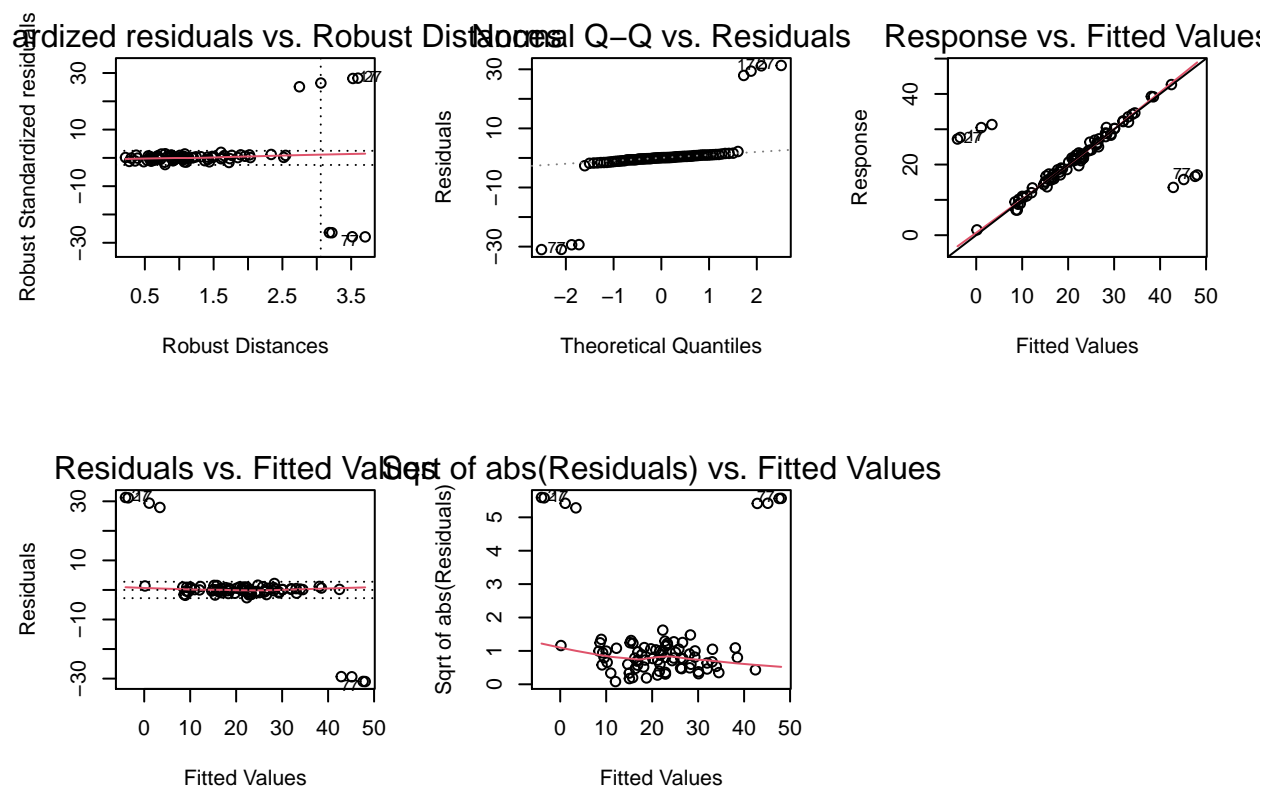 ardized residuals vs. Robust Distances
Normal Q−Q vs. Residuals
Response vs. Fitted Values
Robust Standardized residuals
30
10
−10
−30
77
0.5 1.5 2.5 3.5
Robust Distances
Residuals
30
10
−10
−30
77
−2 −1 0 1 2
Theoretical Quantiles
Response
40
20
0
77
0 10 20 30 40 50
Fitted Values
Residuals vs. Fitted Values
Sqrt of abs(Residuals) vs. Fitted Values
Residuals
30
10
−10
−30
77
0 10 20 30 40 50
Fitted Values
Sqrt of abs(Residuals)
5
4
3
2
1
0
77
0 10 20 30 40 50
Fitted Values